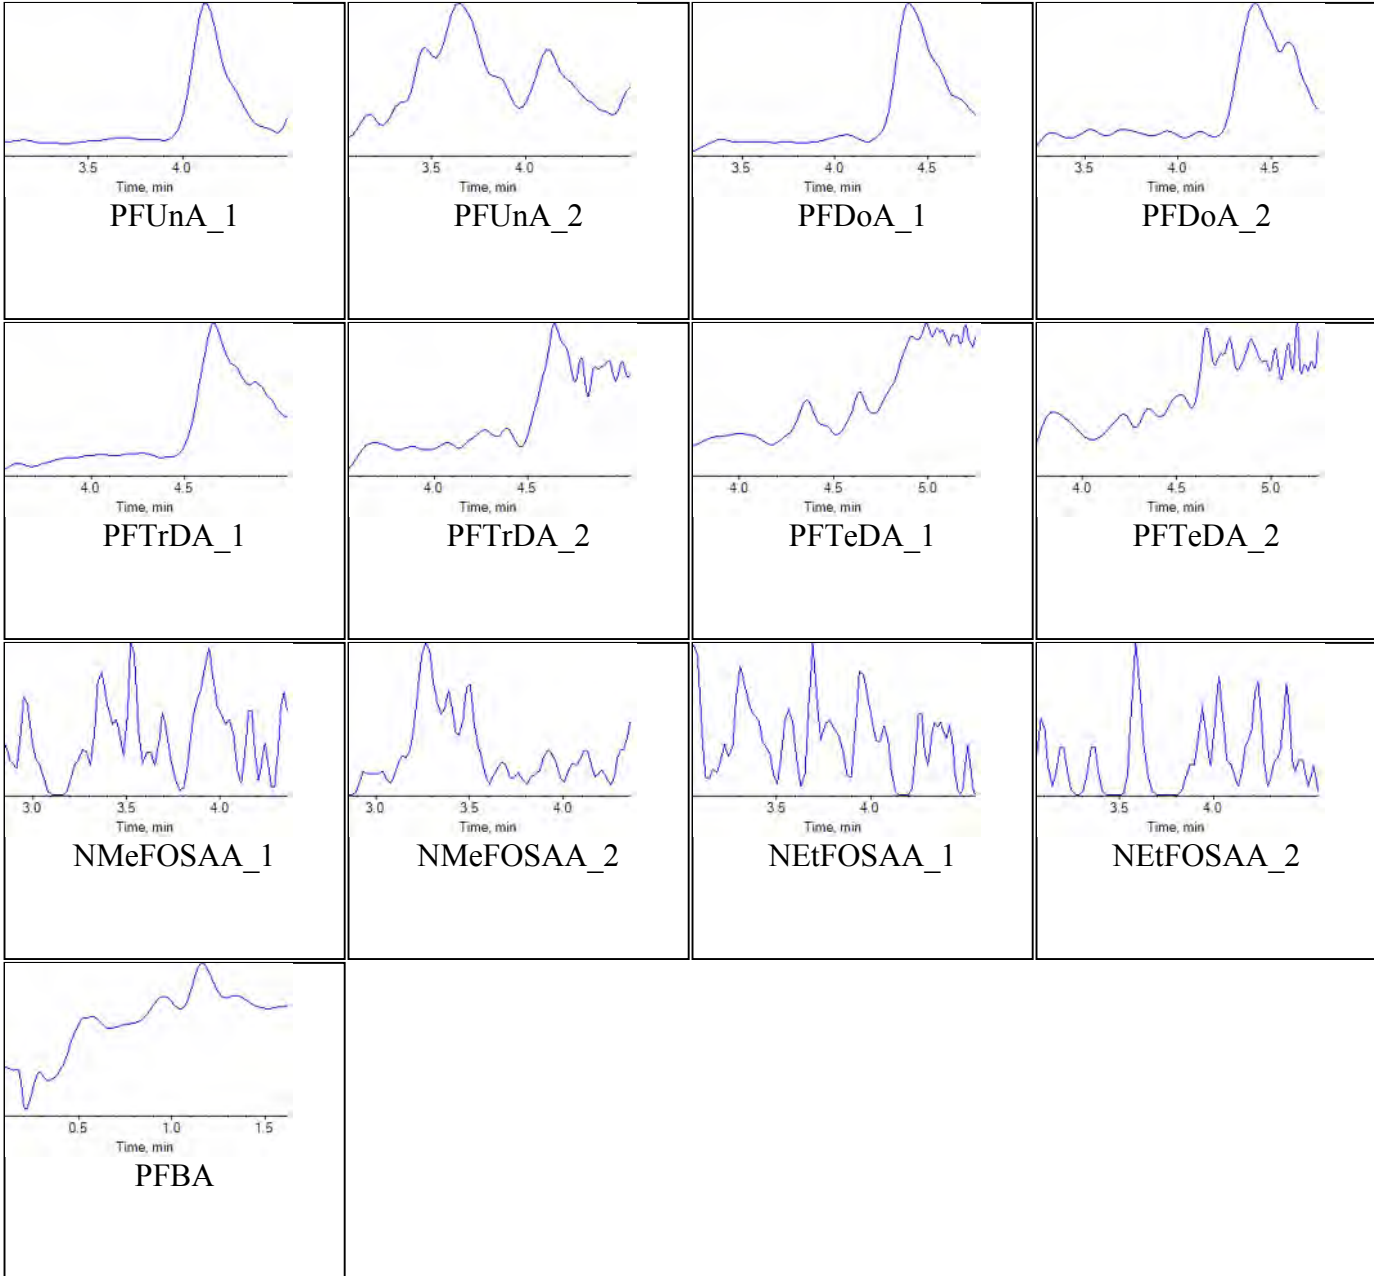 3.5 4.0
Time, min
PFUnA_1
3.5 4.0
Time, min
PFUnA_2
3.5 4.0 4.5
Time, min
PFDoA_1
3.5 4.0 4.5
Time, min
PFDoA_2
4.0 4.5
Time, min
PFTrDA_1
4.0 4.5
Time, min
PFTrDA_2
4.0 4.5 5.0
Time, min
PFTeDA_1
4.0 4.5 5.0
Time, min
PFTeDA_2
3.0 3.5 4.0
Time, min
NMeFOSAA_1
3.0 3.5 4.0
Time, min
NMeFOSAA_2
3.5 4.0
Time, min
NEtFOSAA_1
3.5 4.0
Time, min
NEtFOSAA_2
0.5 1.0 1.5
Time, min
PFBA